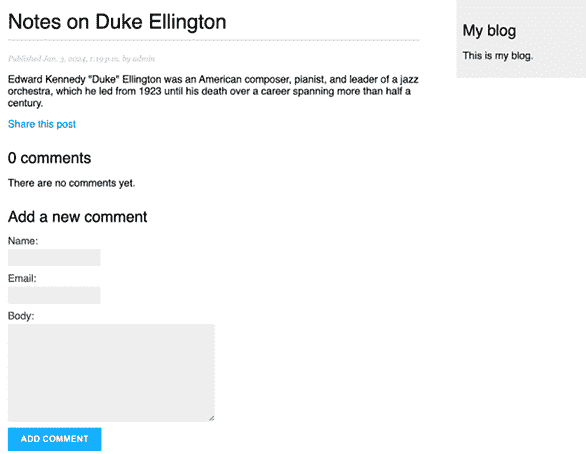 Notes on Duke Ellington
Published Jan. 3, 2024, 1:19 p.m. by admin
Edward Kennedy "Duke" Ellington was an American composer, pianist, and leader of a jazz
orchestra, which he led from 1923 until his death over a career spanning more than half a
century.
Share this post
0 comments
There are no comments yet.
Add a new comment
Name:
Email:
Body:
ADD COMMENT
My blog
This is my blog.